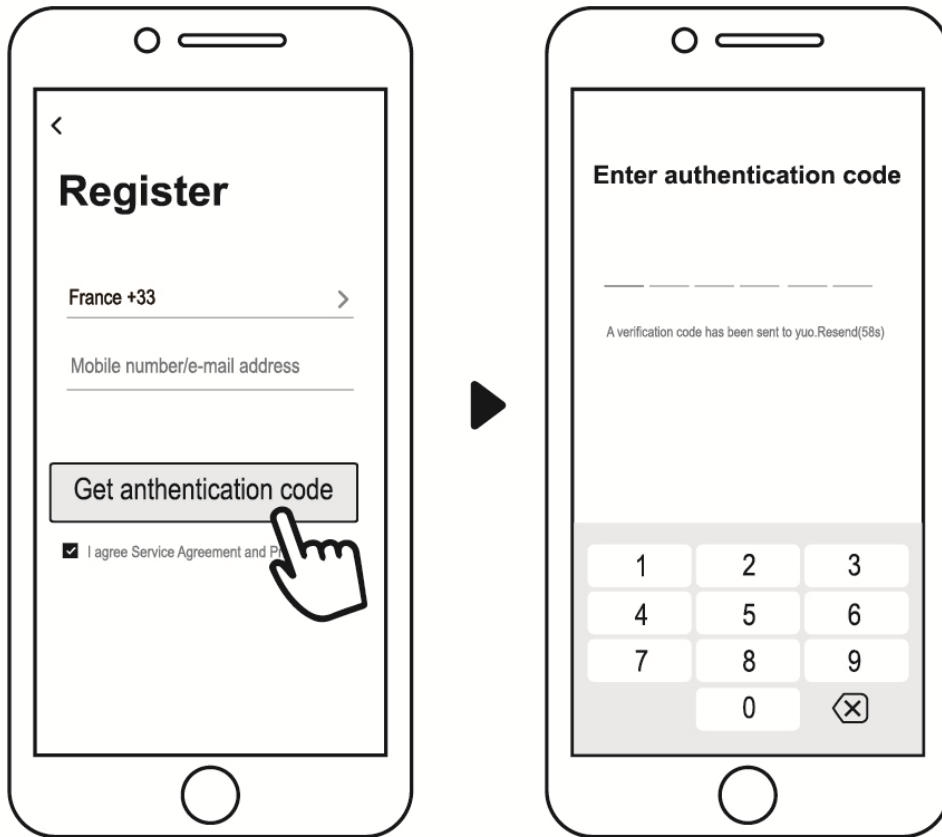 Register
France +33
Mobile number/e-mail address
Get anthentication code
I agree Service Agreement and
Enter authentication code
A verification code has been sent to yuo.Resend(58s)
1 2 3
4 5 6
7 8 9
0